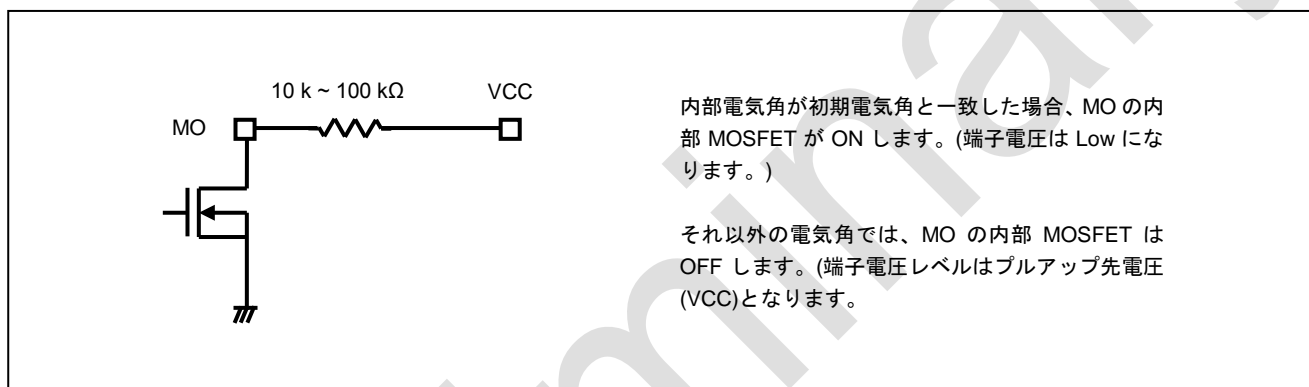 10 k ~ 100 kΩ
VCC
MO
内部電気角が初期電気角と一致した場合、MO の内
部 MOSFET が ON します。(端子電圧は Low にな
ります。)
それ以外の電気角では、MO の内部 MOSFET は
OFF します。(端子電圧レベルはプルアップ先電圧
(VCC)となります。